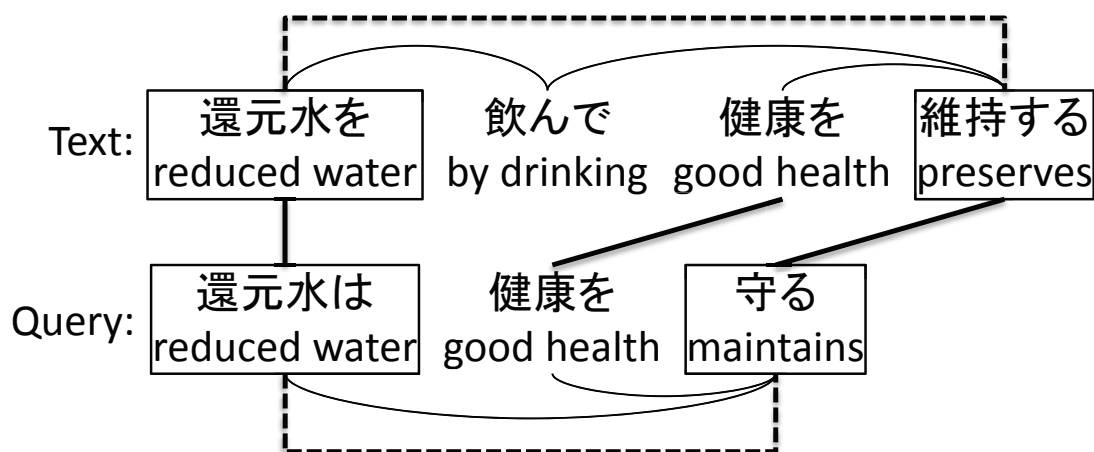 Text: 還元水を 飲んで 健康を 維持する
reduced water by drinking good health preserves
Query: 還元水は 健康を 守る
reduced water good health maintains